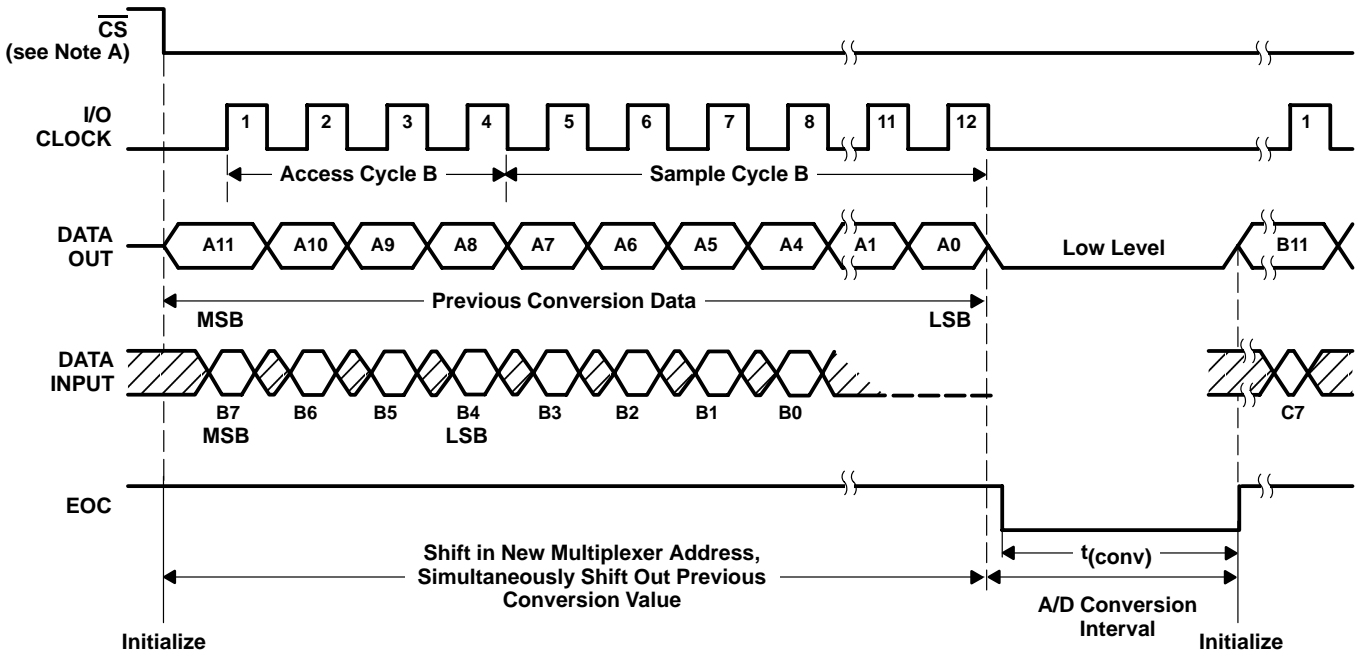 CS
(see Note A)
I/O
CLOCK
1 2 3 4 5 6 7 8 11 12 1
Access Cycle B Sample Cycle B
DATA
OUT
A11 A10 A9 A8 A7 A6 A5 A4 A1 A0 Low Level B11
Previous Conversion Data
MSB LSB
DATA
INPUT
B7 B6 B5 B4 B3 B2 B1 B0 C7
MSB LSB
EOC
t(conv)
Shift in New Multiplexer Address,
Simultaneously Shift Out Previous
Conversion Value
A/D Conversion
Interval
Initialize Initialize